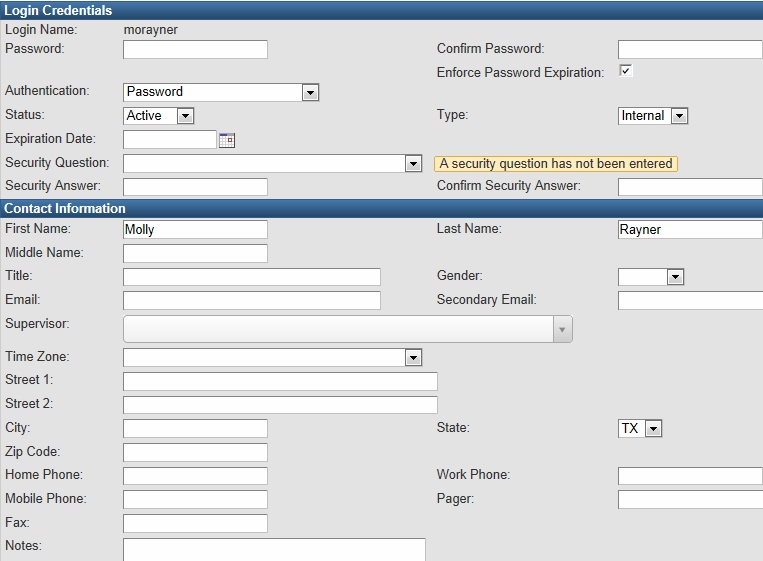 Login Credentials
Login Name: morayner
Password: Confirm Password:
Enforce Password Expiration:
Authentication: Password
Status: Active Type: Internal
Expiration Date:
Security Question: A security question has not been entered
Security Answer: Confirm Security Answer:
Contact Information
First Name: Molly Last Name: Rayner
Middle Name:
Title: Gender:
Email: Secondary Email:
Supervisor:
Time Zone:
Street 1:
Street 2:
City: State: TX
Zip Code:
Home Phone: Work Phone:
Mobile Phone: Pager:
Fax:
Notes: